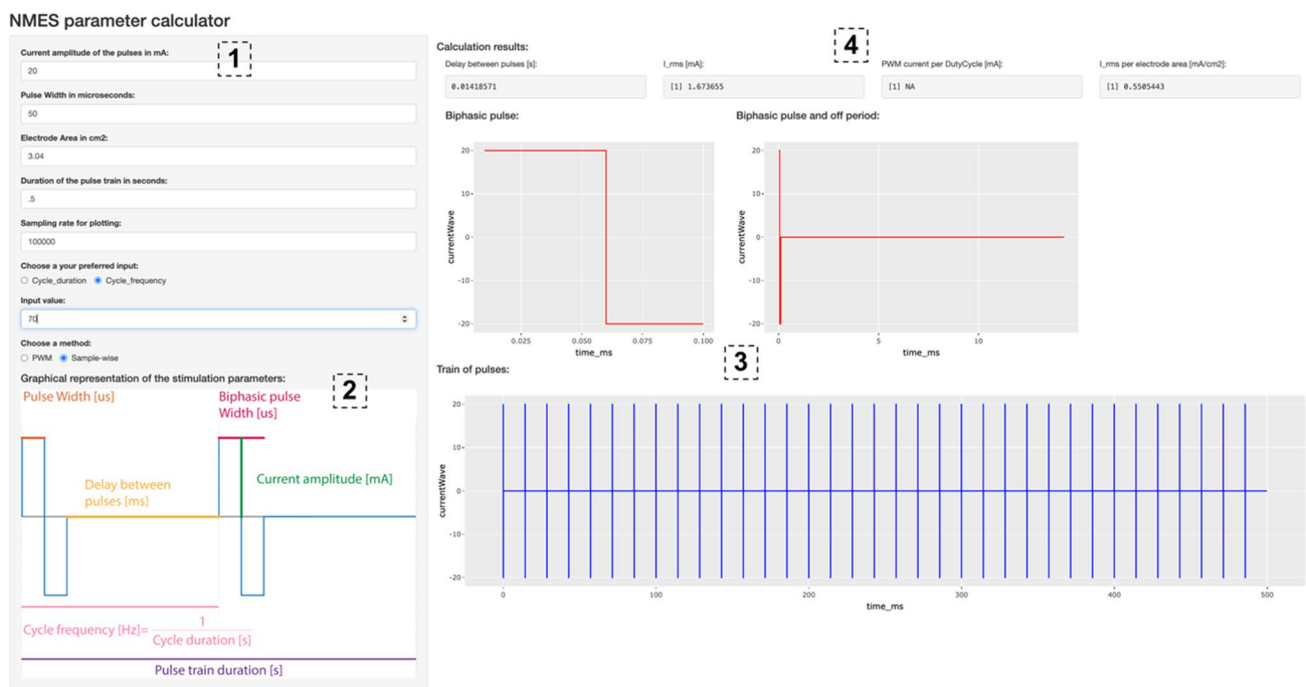 NMES parameter calculator
1
Current amplitude of the pulses in mA:
20
Pulse Width in microseconds:
50
Electrode Area in cm2:
3.04
Duration of the pulse train in seconds:
.5
Sampling rate for plotting:
100000
Choose a your preferred input:
Cycle_duration Cycle_frequency
Input value:
70
Choose a method:
PWM Sample-wise
Graphical representation of the stimulation parameters:
2
Pulse Width [us]
Biphasic pulse
Width [us]
Delay between
pulses [ms]
Current amplitude [mA]
Cycle frequency [Hz]= 1
Cycle duration [s]
Pulse train duration [s]
4
Calculation results:
Delay between pulses [s]:
0.01418571
I_rms [mA]:
[1] 1.673655
PWM current per DutyCycle [mA]:
[1] NA
I_rms per electrode area [mA/cm2]:
[1] 0.5505443
Biphasic pulse:
20
10
0
-10
-20
currentWave
0.025 0.050 0.075 0.100
time_ms
Biphasic pulse and off period:
20
10
0
-10
-20
currentWave
0 5 10
time_ms
3
Train of pulses:
20
10
0
-10
-20
currentWave
0 100 200 300 400 500
time_ms